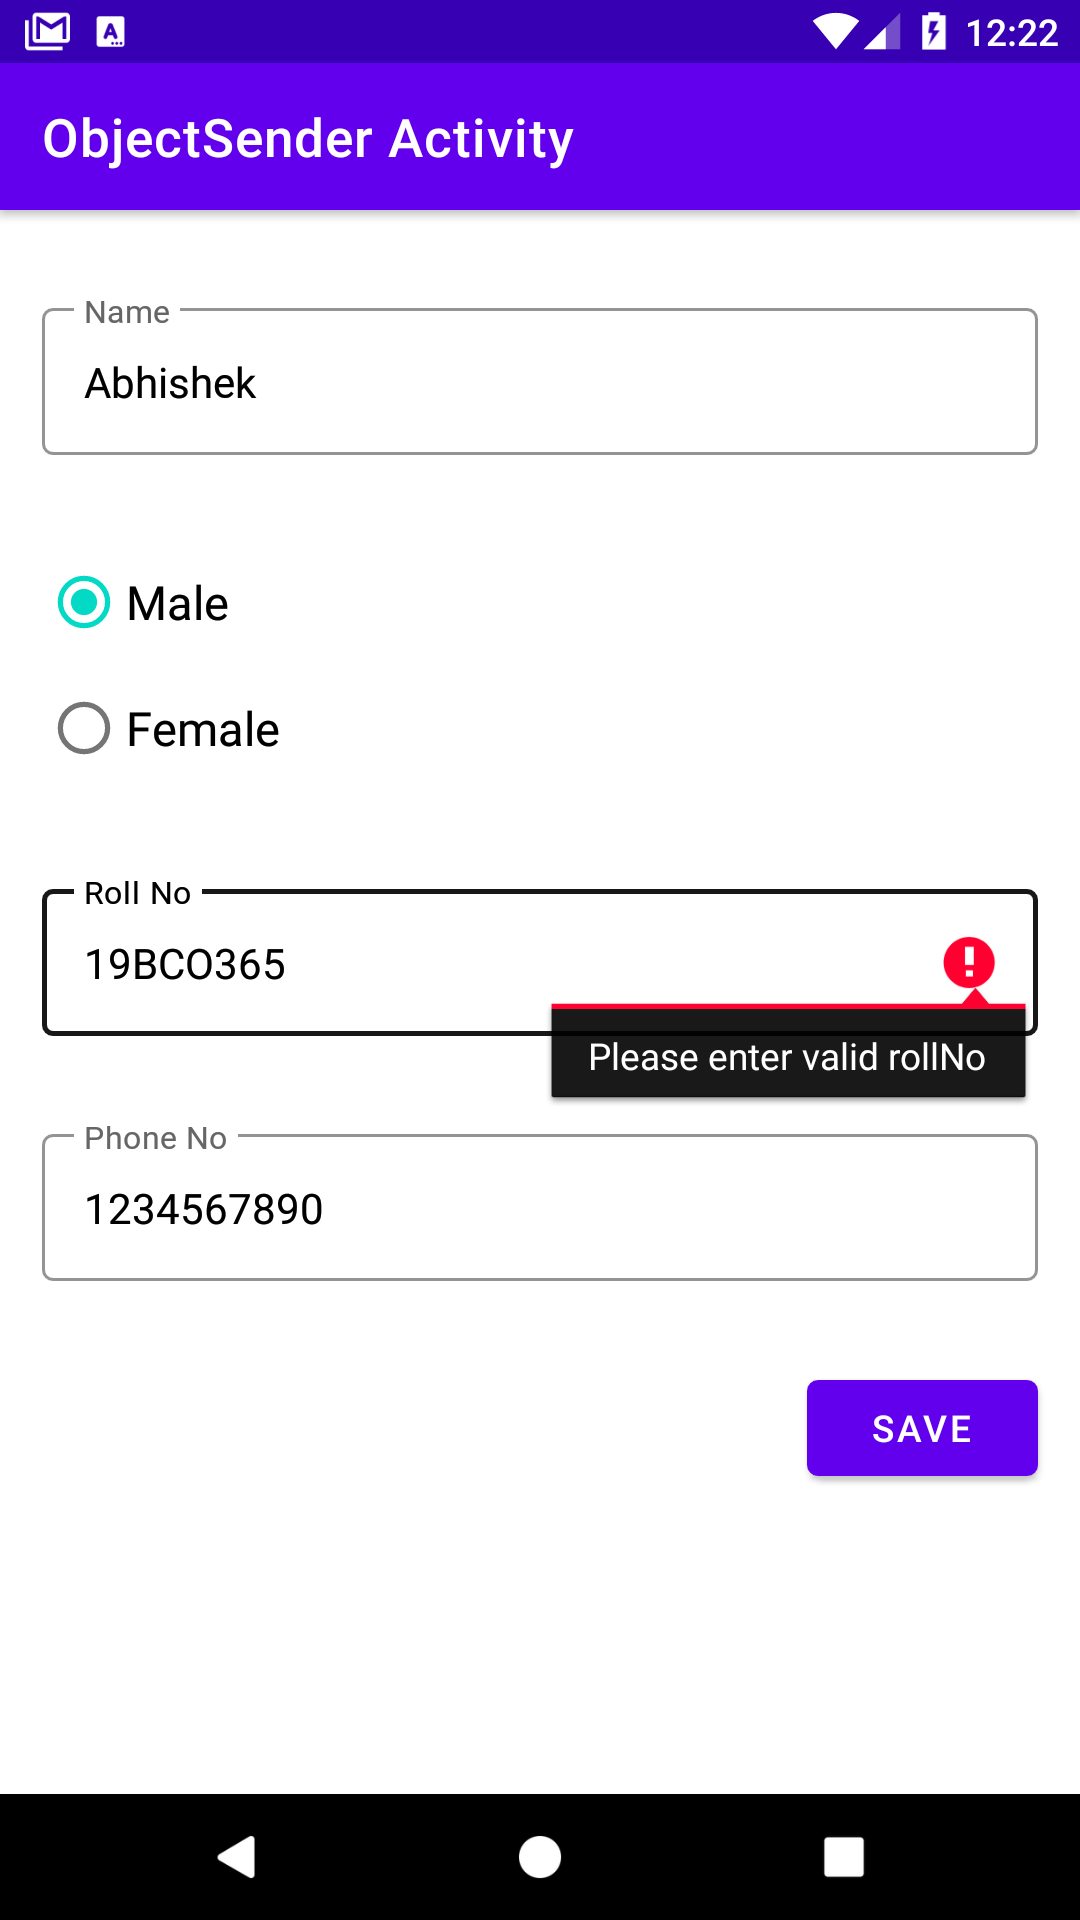 12:22
ObjectSender Activity
Name
Abhishek
Male
Female
Roll No
19BCO365
Please enter valid rollNo
Phone No
1234567890
SAVE